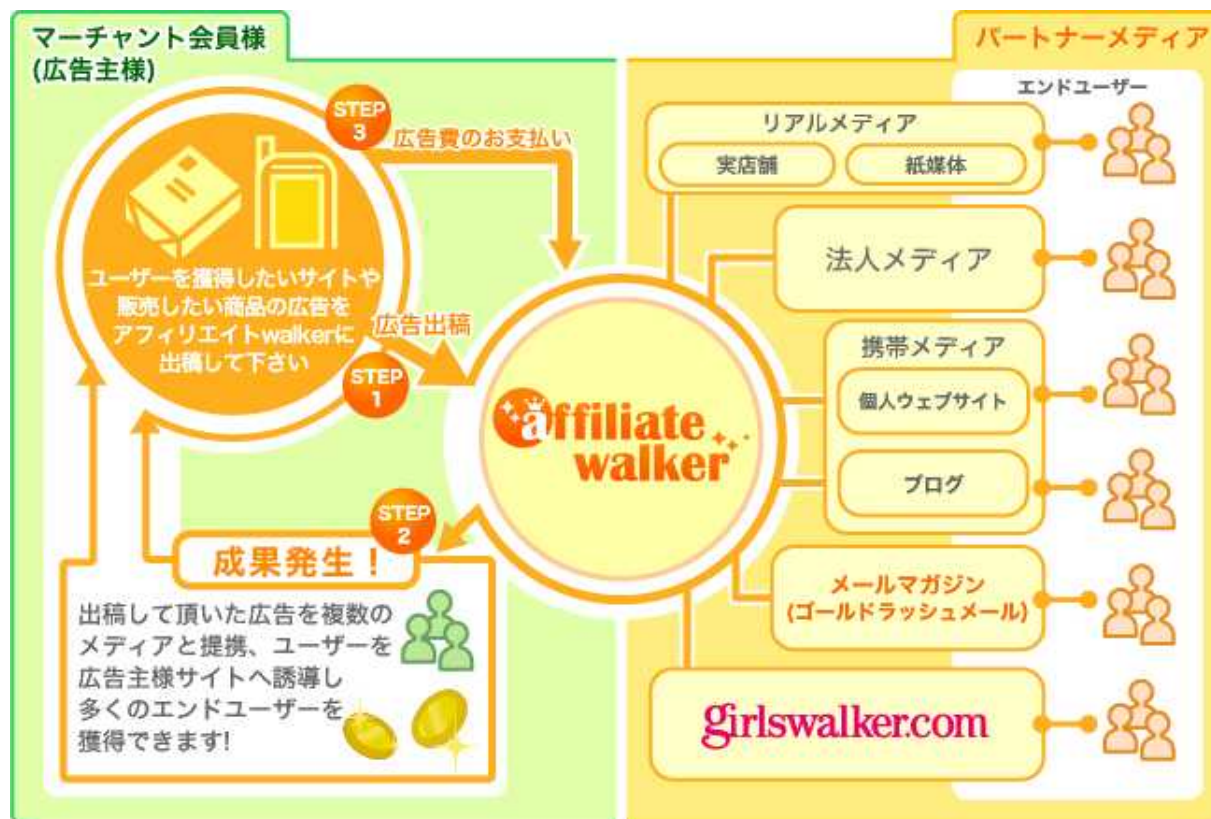 マーチャント会員様
(広告主様)
STEP
3
広告費のお支払い
ユーザーを獲得したいサイトや
販売したい商品の広告を
アフィリエイトwalkerに
出稿して下さい
広告出稿
STEP
1
affiliate
walker
STEP
2
成果発生！
出稿して頂いた広告を複数の
メディアと提携、ユーザーを
広告主様サイトへ誘導し
多くのエンドユーザーを
獲得できます!
パートナーメディア
エンドユーザー
リアルメディア
実店舗
紙媒体
法人メディア
携帯メディア
個人ウェブサイト
ブログ
メールマガジン
(ゴールドラッシュメール)
girlswalker.com